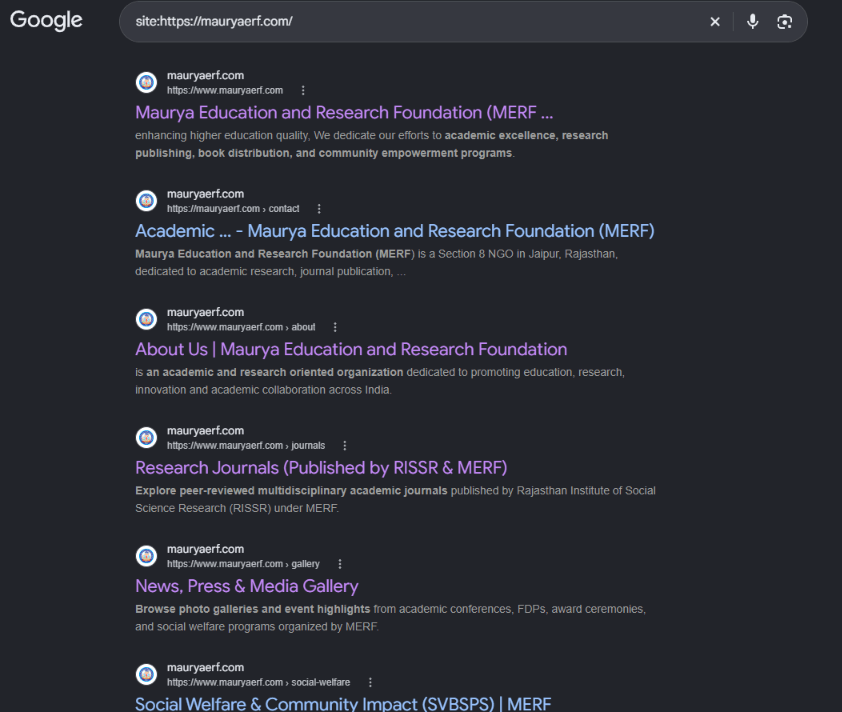 Google
site:https://mauryaerf.com/
mauryaerf.com
https://www.mauryaerf.com
Maurya Education and Research Foundation (MERF ...
enhancing higher education quality, We dedicate our efforts to academic excellence, research
publishing, book distribution, and community empowerment programs.
mauryaerf.com
https://mauryaerf.com › contact
Academic ... - Maurya Education and Research Foundation (MERF)
Maurya Education and Research Foundation (MERF) is a Section 8 NGO in Jaipur, Rajasthan,
dedicated to academic research, journal publication, ...
mauryaerf.com
https://www.mauryaerf.com › about
About Us | Maurya Education and Research Foundation
is an academic and research oriented organization dedicated to promoting education, research,
innovation and academic collaboration across India.
mauryaerf.com
https://www.mauryaerf.com › journals
Research Journals (Published by RISSR & MERF)
Explore peer-reviewed multidisciplinary academic journals published by Rajasthan Institute of Social
Science Research (RISSR) under MERF.
mauryaerf.com
https://www.mauryaerf.com › gallery
News, Press & Media Gallery
Browse photo galleries and event highlights from academic conferences, FDPs, award ceremonies,
and social welfare programs organized by MERF.
mauryaerf.com
https://www.mauryaerf.com › social-welfare
Social Welfare & Community Impact (SVBSPS) | MERF